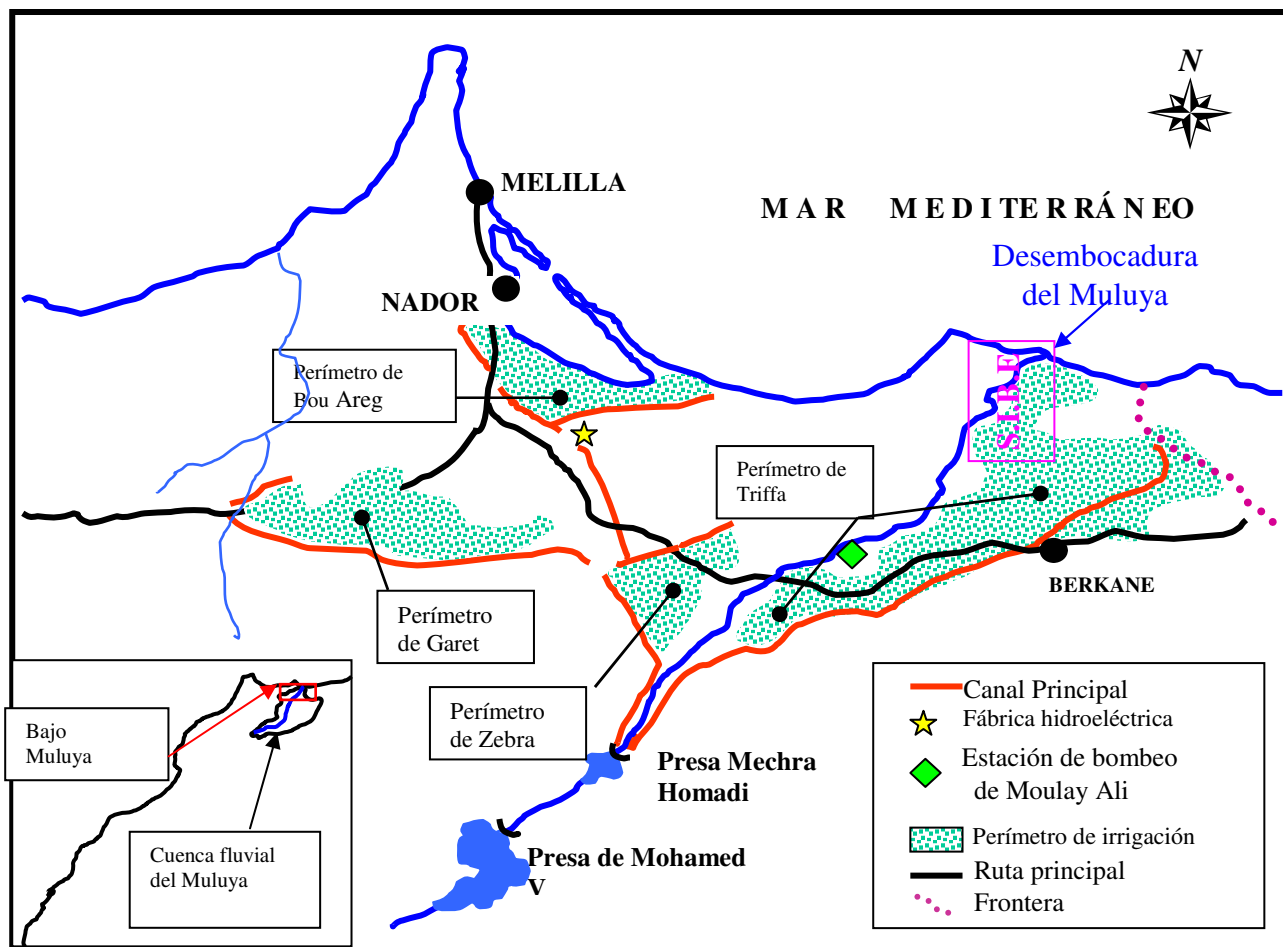 N
MELILLA
MAR MEDITERRÁNEO
Desembocadura
del Muluya
NADOR
S.I.B.E
Perímetro de
Bou Areg
Perímetro de
Triffa
BERKANE
Perímetro
de Garet
Perímetro
de Zebra
Presa Mechra
Homadi
Presa de Mohamed
V
Bajo
Muluya
Cuenca fluvial
del Muluya
Canal Principal
Fábrica hidroeléctrica
Estación de bombeo
de Moulay Ali
Perímetro de irrigación
Ruta principal
Frontera